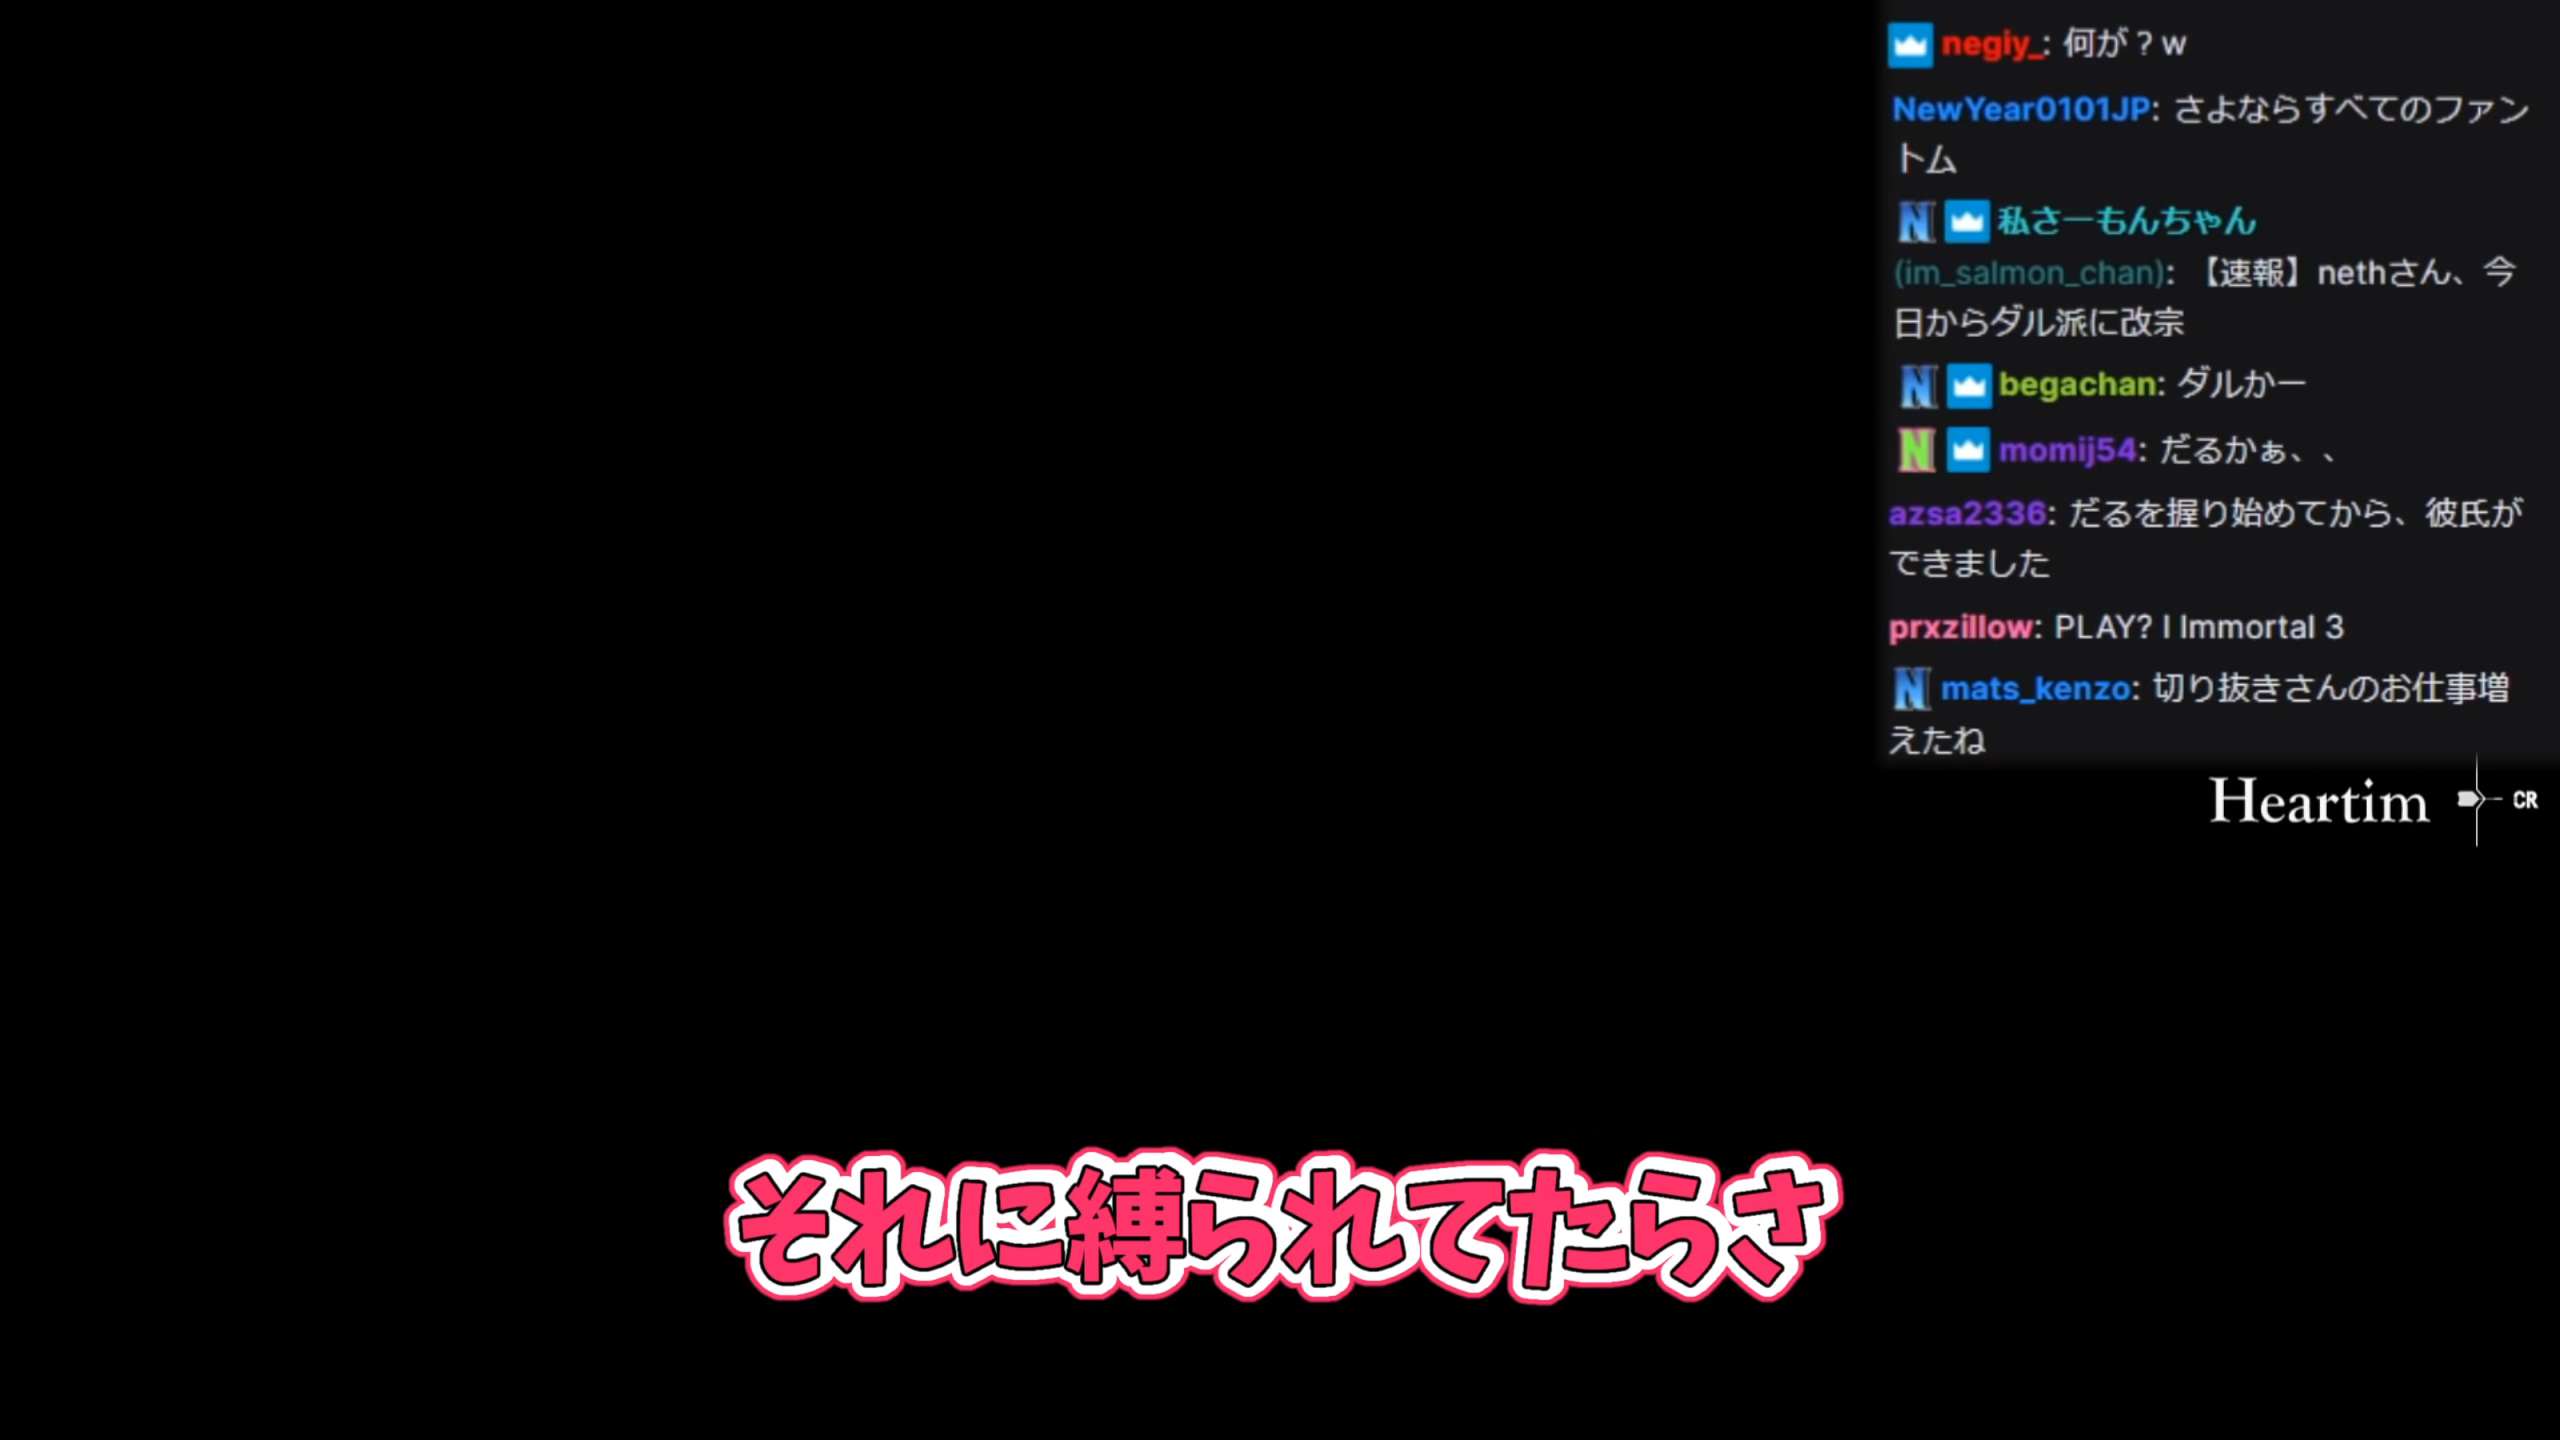 negiy_: 何が？w
NewYear0101JP: さよならすべてのファン
トム
私さーもんちゃん
(im_salmon_chan): 【速報】nethさん、今
日からダル派に改宗
begachan: ダルかー
momij54: だるかぁ、、
azsa2336: だるを握り始めてから、彼氏が
できました
prxzillow: PLAY? I Immortal 3
mats_kenzo: 切り抜きさんのお仕事増
えたね
Heartim CR
それに縛られてたらさ